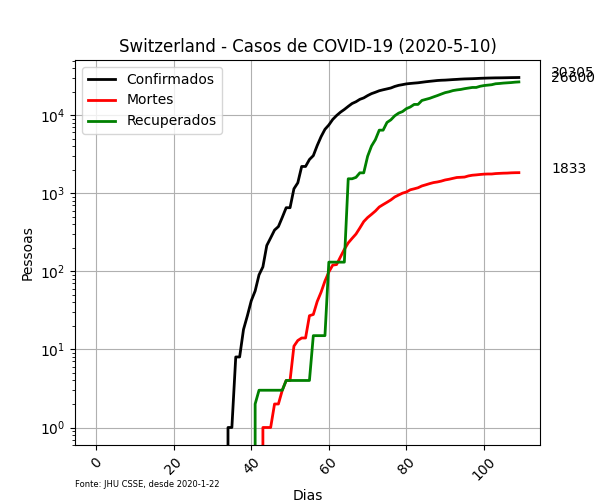 Switzerland - Casos de COVID-19 (2020-5-10)
Confirmados
Mortes
Recuperados
30305
26600
1833
10⁴
10³
10²
10¹
10⁰
Pessoas
0 20 40 60 80 100
Fonte: JHU CSSE, desde 2020-1-22
Dias